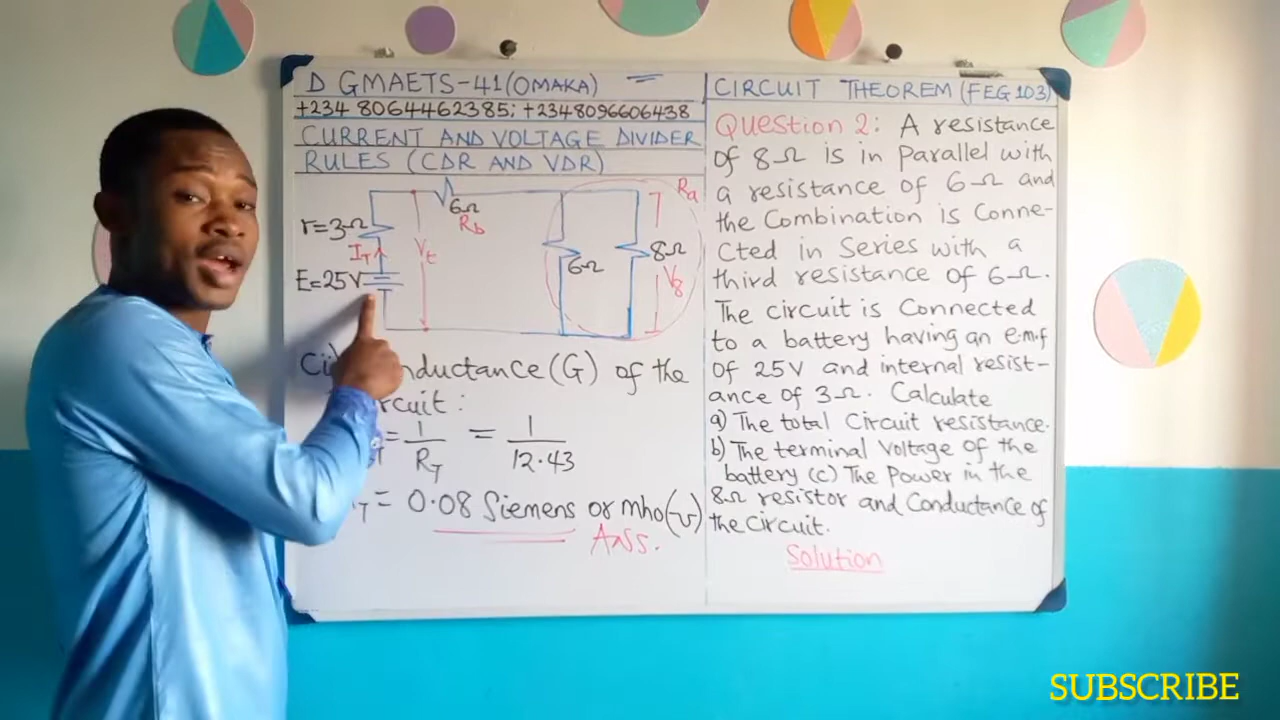 D GMAETS-41(OMAKA)
+234 8064462385; +2348096606438
CURRENT AND VOLTAGE DIVIDER
RULES (CDR AND VDR)
6Ω
Rb
Ra
r=3Ω
IT
Vt
E=25V
6Ω
8Ω
V8
nductance (G) of the
rcuit:
= 1/RT = 1/12.43
T = 0.08 Siemens or mho(℧)
Ans.
CIRCUIT THEOREM (FEG 103)
Question 2: A resistance
of 8Ω is in Parallel with
a resistance of 6Ω and
the Combination is Conne-
cted in Series with a
third resistance of 6Ω.
The circuit is Connected
to a battery having an e.m.f
of 25V and internal resist-
ance of 3Ω. Calculate
a) The total Circuit resistance.
b) The terminal Voltage of the
battery (c) The Power in the
8Ω resistor and Conductance of
the Circuit.
Solution
SUBSCRIBE